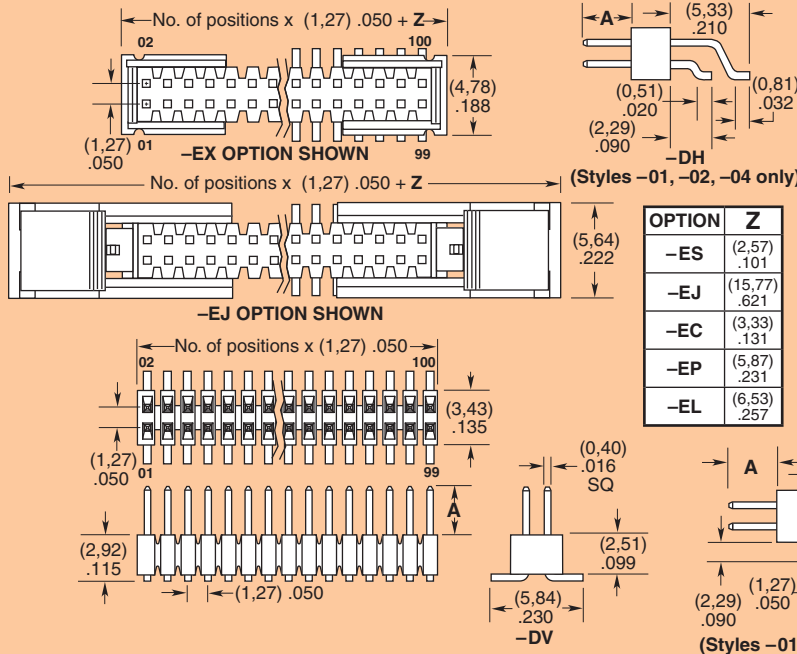 No. of positions x (1,27) .050 + Z
02
100
(4,78)
.188
(1,27)
.050
01
99
–EX OPTION SHOWN
A
(5,33)
.210
(0,51)
.020
(0,81)
.032
(2,29)
.090
–DH
(Styles –01, –02, –04 only)
No. of positions x (1,27) .050 + Z
(5,64)
.222
–EJ OPTION SHOWN
OPTION Z
–ES (2,57) .101
–EJ (15,77) .621
–EC (3,33) .131
–EP (5,87) .231
–EL (6,53) .257
No. of positions x (1,27) .050
02
100
(3,43)
.135
(1,27)
.050
01
99
A
(2,92)
.115
(1,27) .050
(0,40)
.016
SQ
(2,51)
.099
(5,84)
.230
–DV
A
(1,27)
.050
(2,29)
.090
(Styles –01